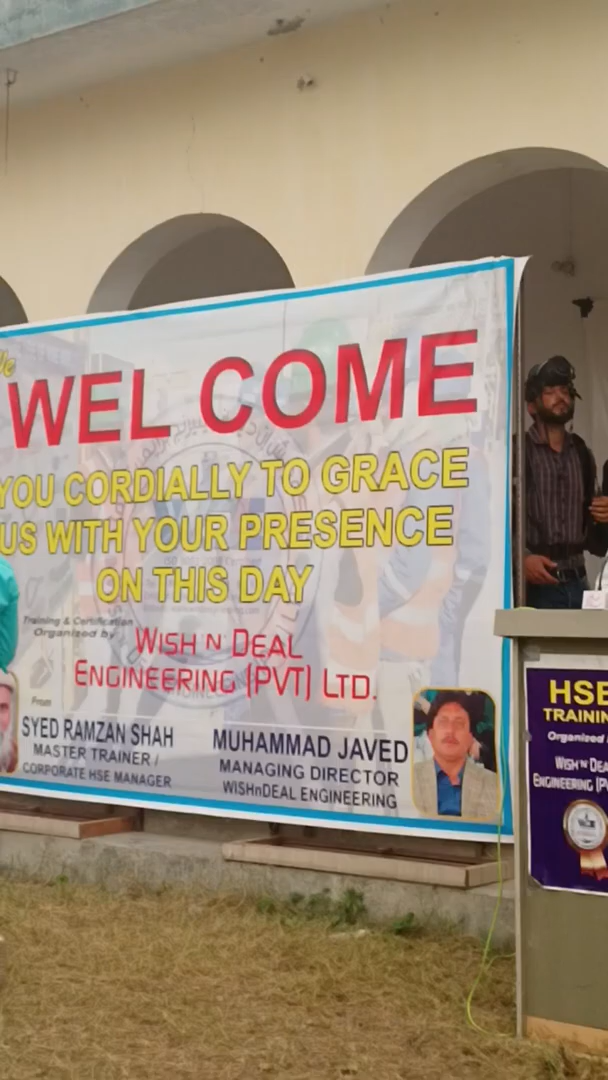 We
WEL COME
YOU CORDIALLY TO GRACE
US WITH YOUR PRESENCE
ON THIS DAY
Training & Certification
Organized by
WISH N DEAL
ENGINEERING (PVT) LTD.
From
SYED RAMZAN SHAH
MASTER TRAINER /
CORPORATE HSE MANAGER
MUHAMMAD JAVED
MANAGING DIRECTOR
WISHnDEAL ENGINEERING
HSE
TRAININ
Organized
WISH N DEA
ENGINEERING (P